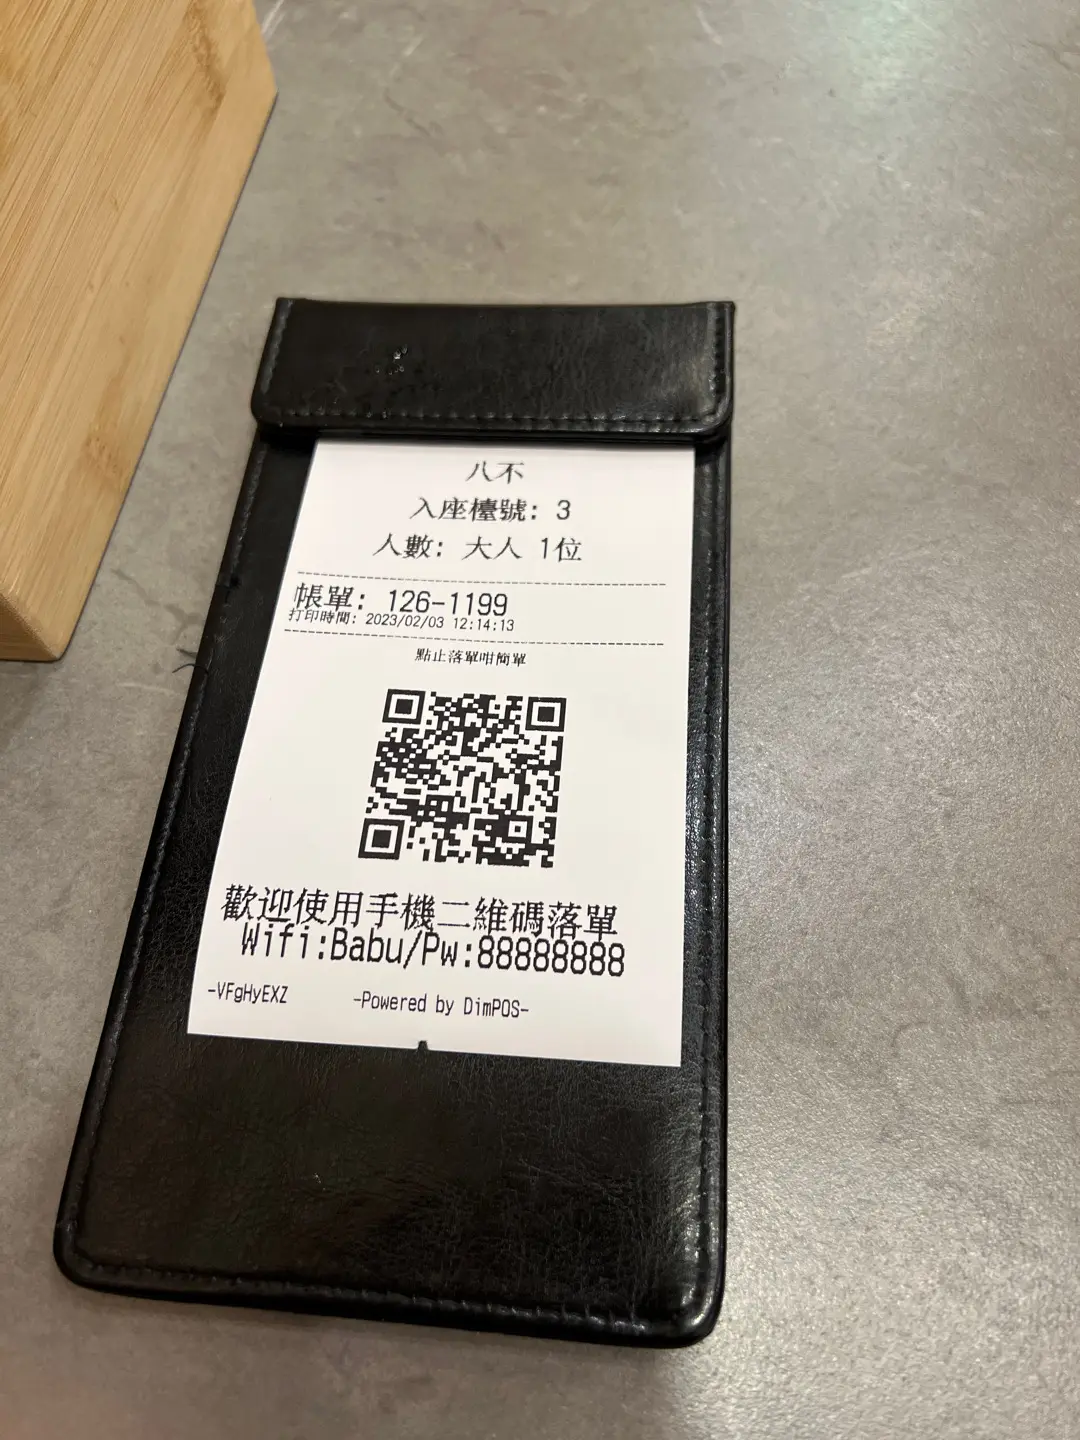 八不
入座檯號: 3
人數: 大人 1位
帳單: 126-1199
打印時間: 2023/02/03 12:14:13
點止落單咁簡單
歡迎使用手機二維碼落單
Wifi:Babu/Pw:88888888
-VFgHyEXZ
-Powered by DimPOS-